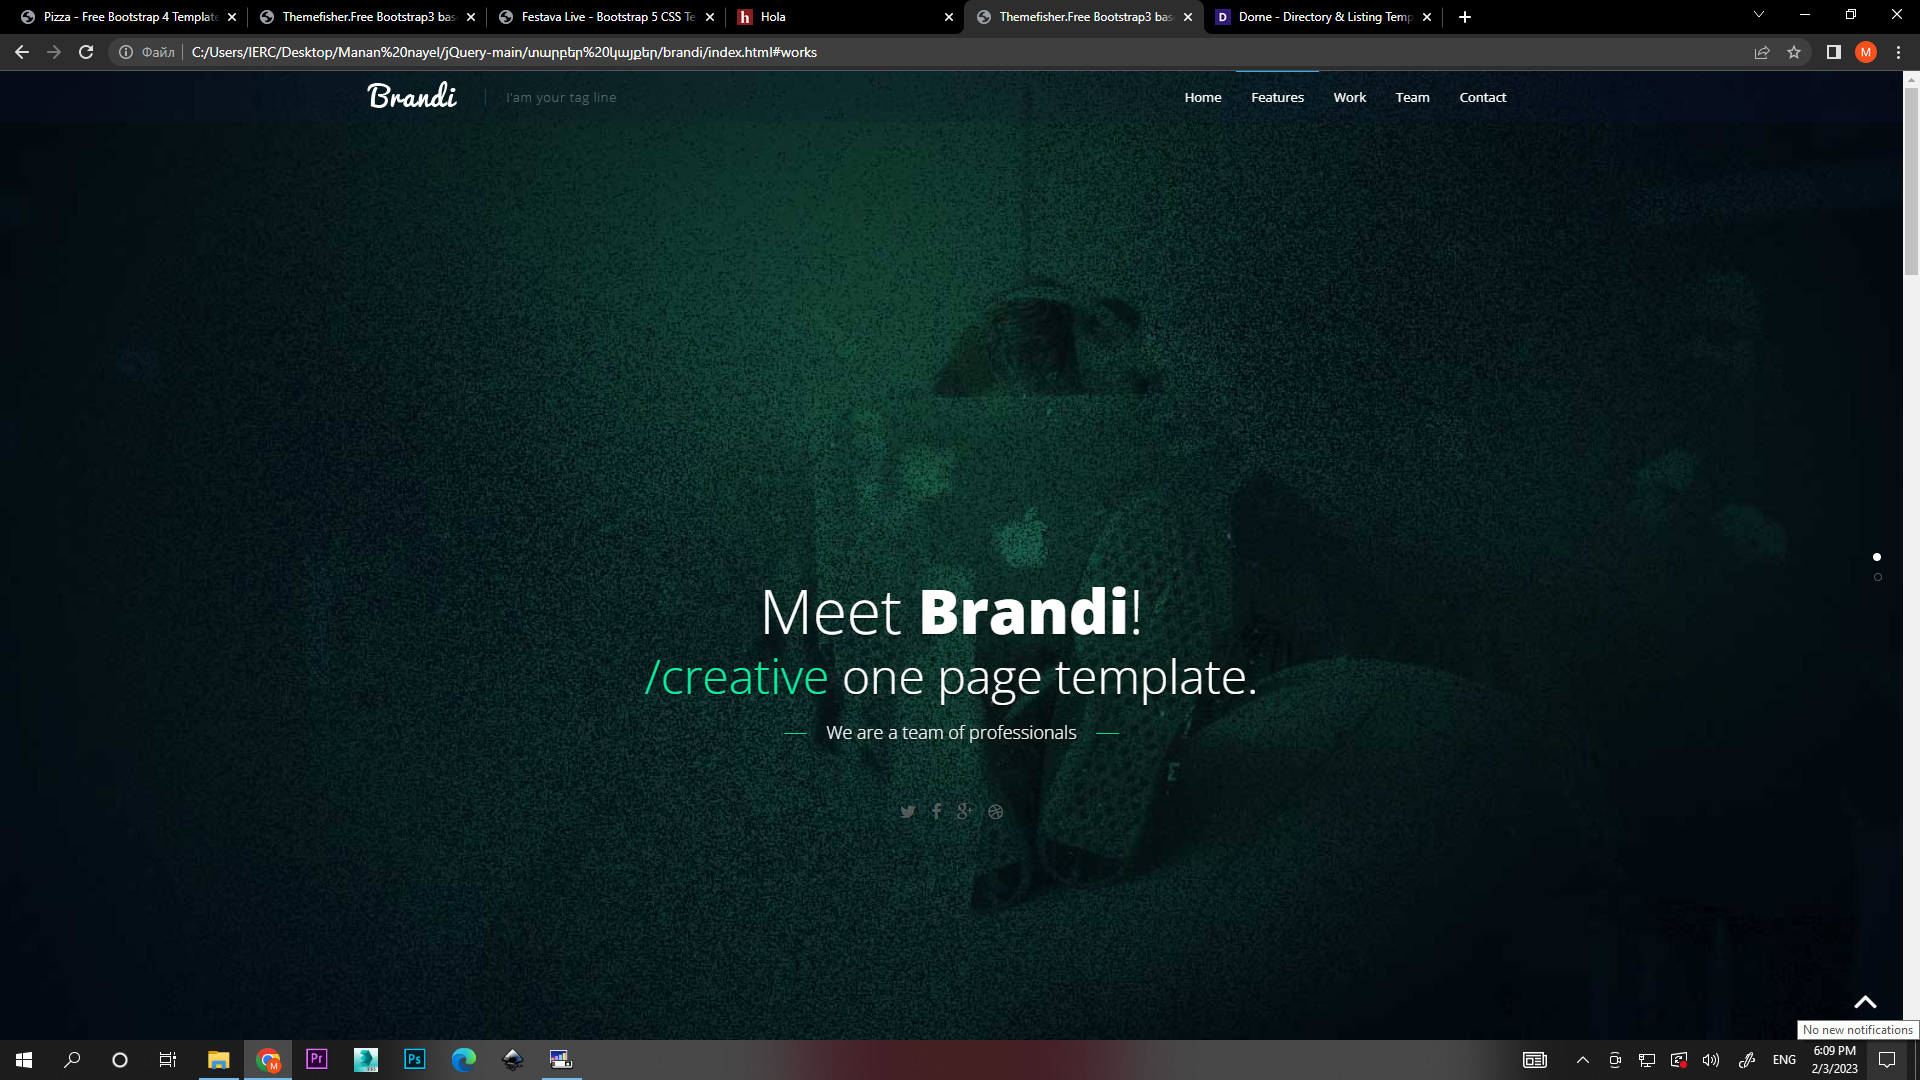 Pizza - Free Bootstrap 4 Template
Themefisher.Free Bootstrap3 bas
Festava Live - Bootstrap 5 CSS Te
h Hola
Themefisher.Free Bootstrap3 bas
D Dorne - Directory & Listing Temp
Файл
C:/Users/IERC/Desktop/Manan%20nayel/jQuery-main/տարբեր%20կայքեր/brandi/index.html#works
M
Brandi
I'am your tag line
Home
Features
Work
Team
Contact
Meet Brandi!
/creative one page template.
We are a team of professionals
No new notifications
M
Pr
Ps
ENG
6:09 PM
2/3/2023